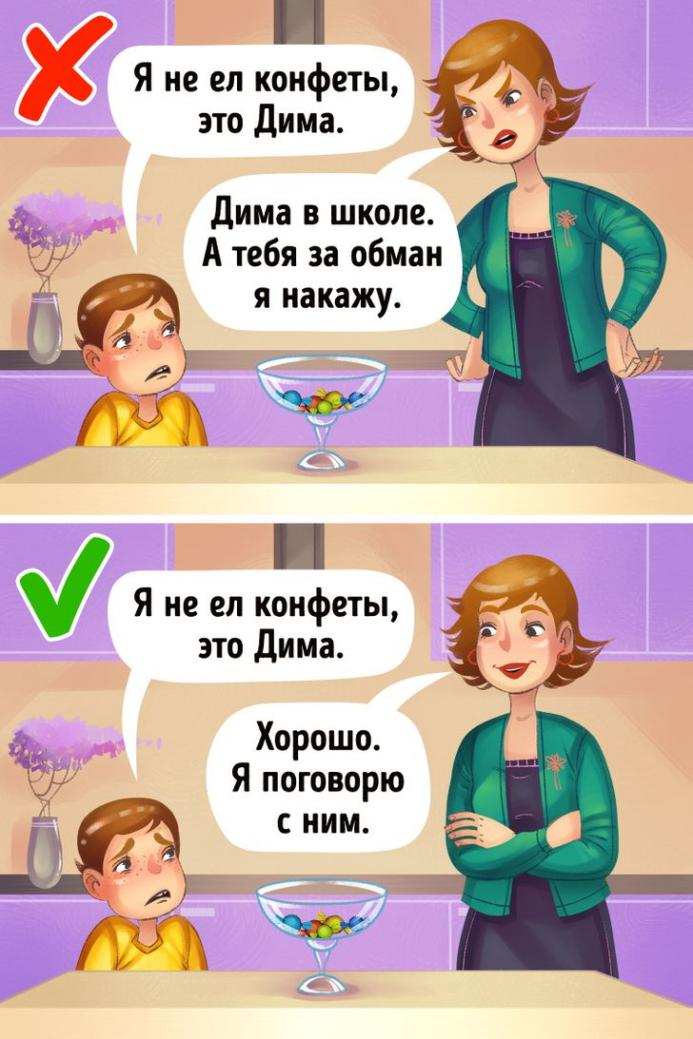 Я не ел конфеты,
это Дима.
Дима в школе.
А тебя за обман
я накажу.
Я не ел конфеты,
это Дима.
Хорошо.
Я поговорю
с ним.